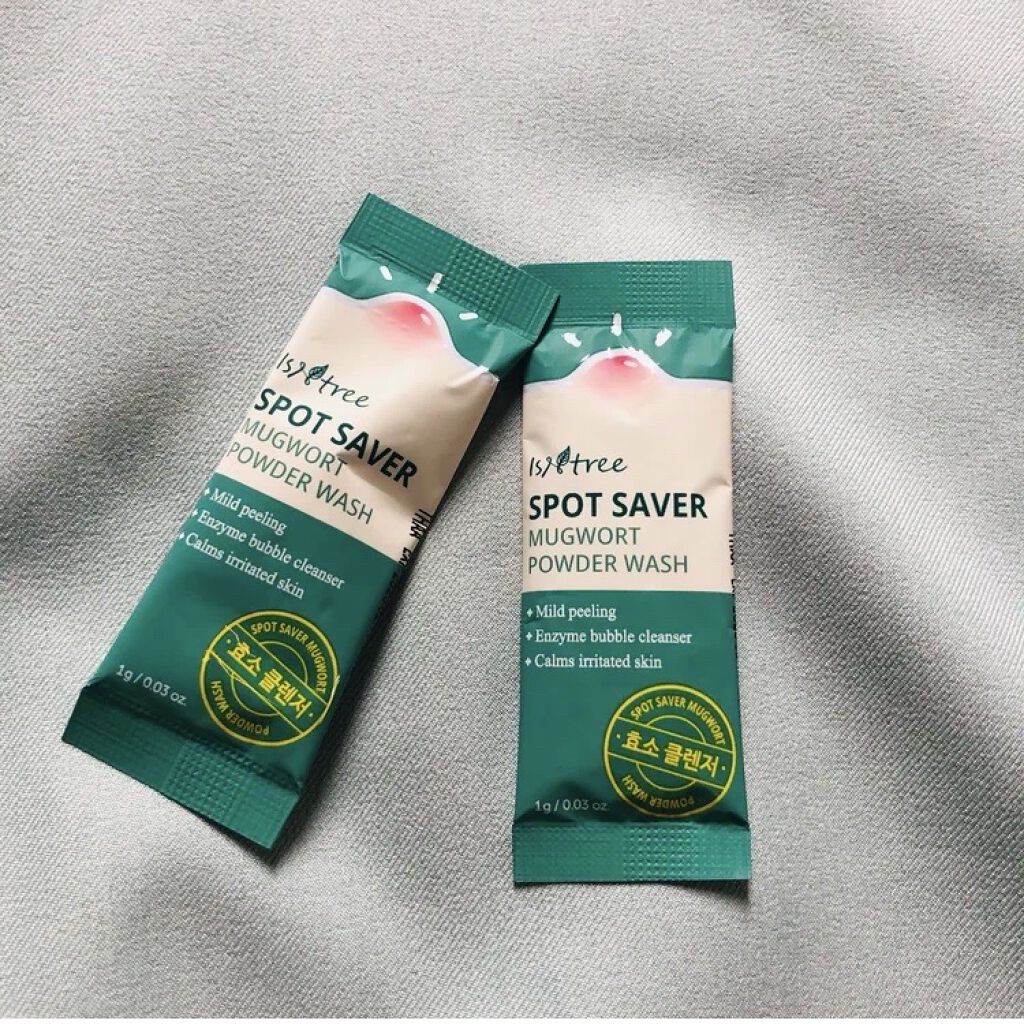 Isntree
SPOT SAVER
MUGWORT
POWDER WASH
Mild peeling
Enzyme bubble cleanser
Calms irritated skin
SPOT SAVER MUGWORT
·효소 클렌저·
POWDER WASH
1g / 0.03 oz.
Isntree
SPOT SAVER
MUGWORT
POWDER WASH
Mild peeling
Enzyme bubble cleanser
Calms irritated skin
SPOT SAVER MUGWORT
·효소 클렌저·
POWDER WASH
1g / 0.03 oz.